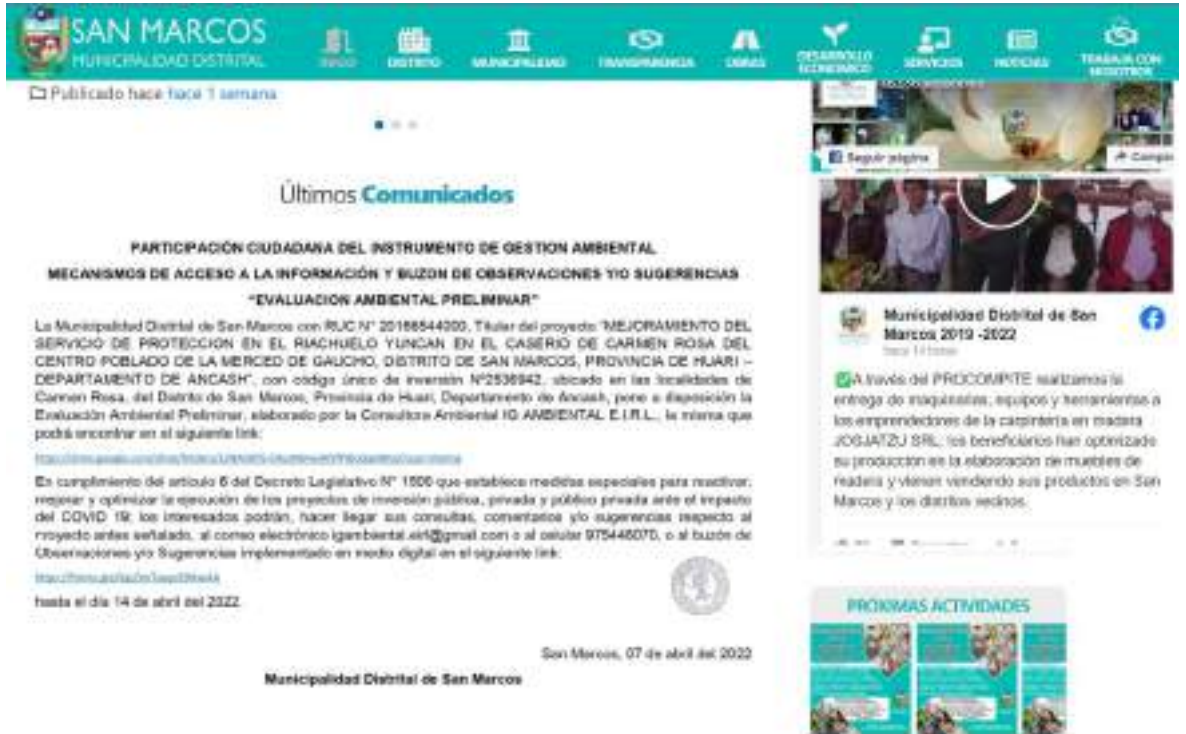 SAN MARCOS
MUNICIPALIDAD DISTRITAL
INICIO
DISTRITO
MUNICIPALIDAD
TRANSPARENCIA
OBRAS
DESARROLLO
ECONOMICO
SERVICIOS
NOTICIAS
TRABAJA CON
NOSOTROS
Publicado hace hace 1 semana
Últimos Comunicados
PARTICIPACIÓN CIUDADANA DEL INSTRUMENTO DE GESTION AMBIENTAL
MECANISMOS DE ACCESO A LA INFORMACIÓN Y BUZON DE OBSERVACIONES Y/O SUGERENCIAS
"EVALUACION AMBIENTAL PRELIMINAR"
La Municipalidad Distrital de San Marcos con RUC N° 20166544000, Titular del proyecto "MEJORAMIENTO DEL
SERVICIO DE PROTECCION EN EL RIACHUELO YUNCAN EN EL CASERIO DE CARMEN ROSA DEL
CENTRO POBLADO DE LA MERCED DE GAUCHO, DISTRITO DE SAN MARCOS, PROVINCIA DE HUARI –
DEPARTAMENTO DE ANCASH", con código único de inversión N°2536942, ubicado en las localidades de
Carmen Rosa, del Distrito de San Marcos, Provincia de Huari, Departamento de Ancash, pone a disposición la
Evaluación Ambiental Preliminar, elaborado por la Consultora Ambiental IG AMBIENTAL E.I.R.L., la misma que
podrá encontrar en el siguiente link:
En cumplimiento del artículo 6 del Decreto Legislativo N° 1500 que establece medidas especiales para reactivar,
mejorar y optimizar la ejecución de los proyectos de inversión pública, privada y público privada ante el impacto
del COVID 19; los interesados podrán, hacer llegar sus consultas, comentarios y/o sugerencias respecto al
proyecto antes señalado, al correo electrónico igambiental.eirl@gmail.com o al celular 975446070, o al buzón de
Observaciones y/o Sugerencias implementado en medio digital en el siguiente link:
hasta el día 14 de abril del 2022
San Marcos, 07 de abril del 2022
Municipalidad Distrital de San Marcos
Seguir página
Municipalidad Distrital de San
Marcos 2019 -2022
A través del PROCOMPITE realizamos la
entrega de maquinarias, equipos y herramientas a
los emprendedores de la carpintería en madera
JOSJATZU SRL, los beneficiarios han optimizado
su producción en la elaboración de muebles de
madera y vienen vendiendo sus productos en San
Marcos y los distritos vecinos.
PROXIMAS ACTIVIDADES